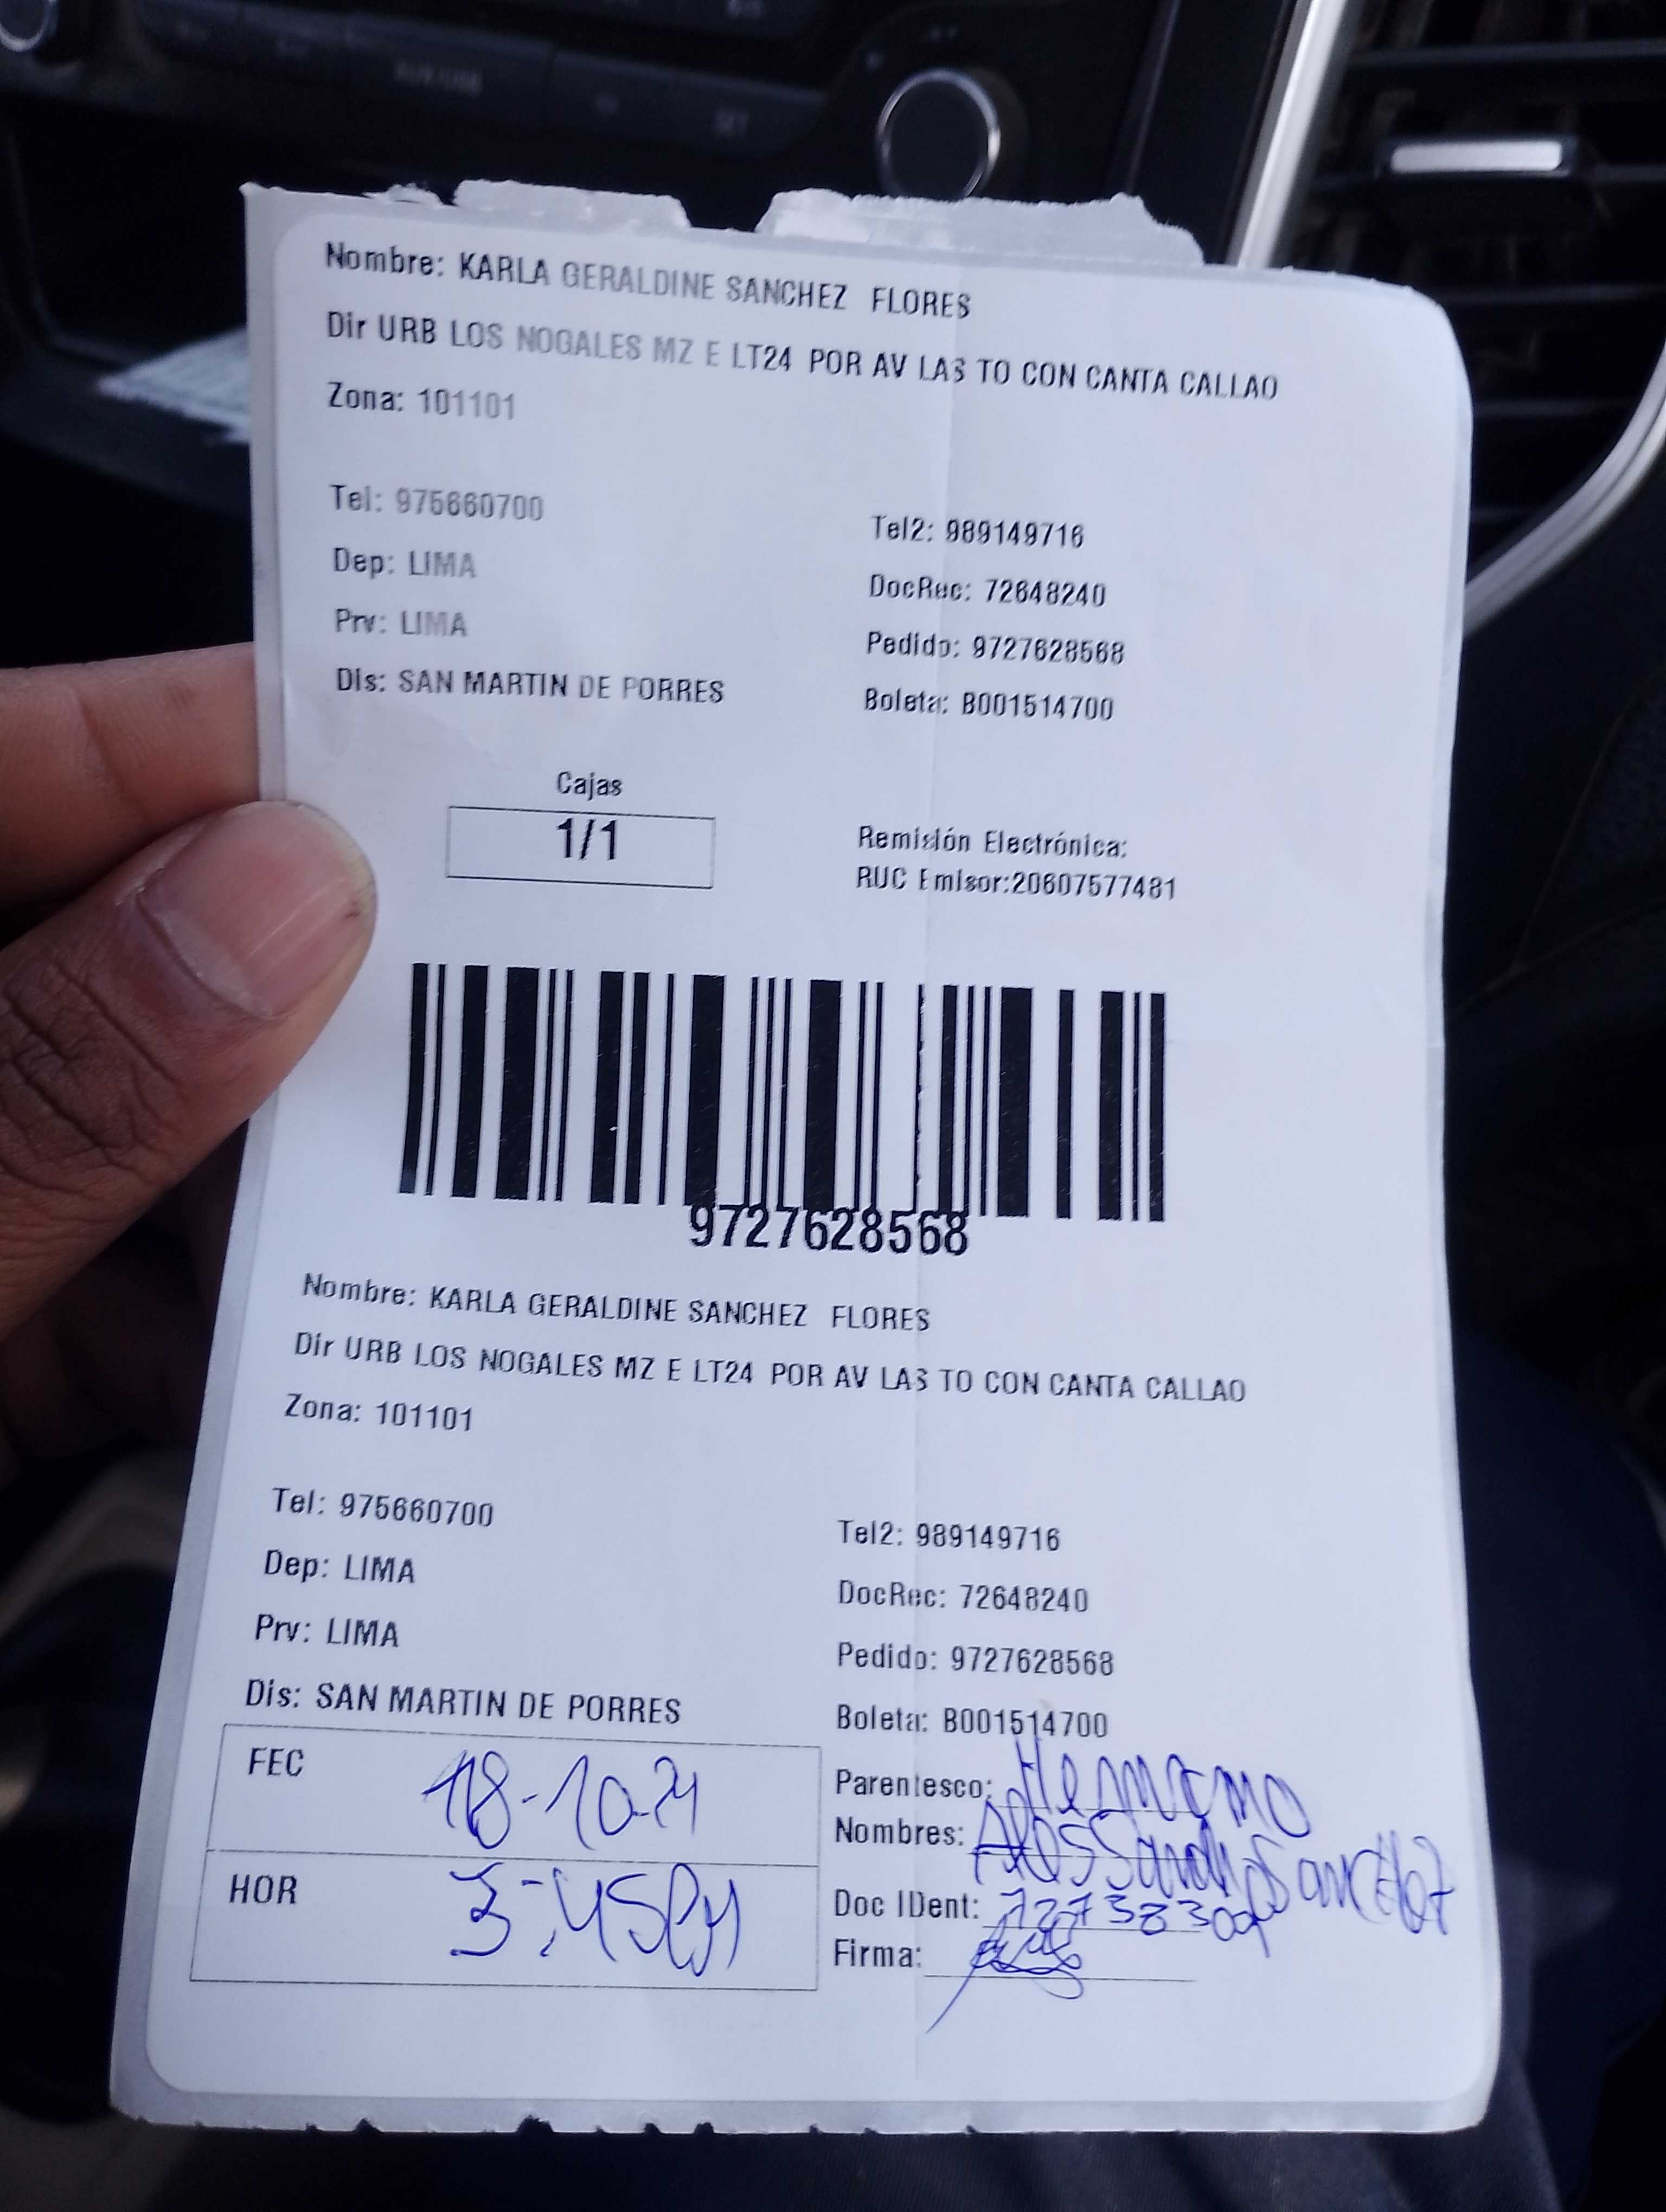 Nombre: KARLA GERALDINE SANCHEZ FLORES
Dir URB LOS NOGALES MZ E LT24 POR AV LAS TO CON CANTA CALLAO
Zona: 101101
Tel: 975660700
Tel2: 989149716
Dep: LIMA
DocRec: 72648240
Prv: LIMA
Pedido: 9727628568
Dis: SAN MARTIN DE PORRES
Boleta: B001514700
Cajas
1/1
Remisión Electrónica:
RUC Emisor:20607577481
9727628568
Nombre: KARLA GERALDINE SANCHEZ FLORES
Dir URB LOS NOGALES MZ E LT24 POR AV LAS TO CON CANTA CALLAO
Zona: 101101
Tel: 975660700
Tel2: 989149716
Dep: LIMA
DocRec: 72648240
Prv: LIMA
Pedido: 9727628568
Dis: SAN MARTIN DE PORRES
Boleta: B001514700
FEC 18-10-24
Parentesco: Hermano
Nombres:
HOR 3:45PM
Doc IDent:
Firma: